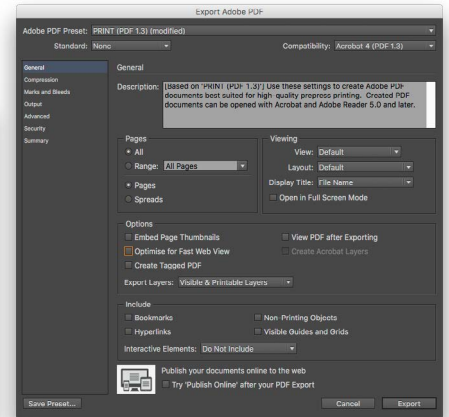 Export Adobe PDF
Adobe PDF Preset: PRINT (PDF 1.3) (modified)
Standard: None Compatibility: Acrobat 4 (PDF 1.3)
General
Compression
Marks and Bleeds
Output
Advanced
Security
Summary
General
Description: [Based on 'PRINT (PDF 1.3)'] Use these settings to create Adobe PDF
documents best suited for high-quality prepress printing. Created PDF
documents can be opened with Acrobat and Adobe Reader 5.0 and later.
Pages
All
Range: All Pages
Pages
Spreads
Viewing
View: Default
Layout: Default
Display Title: File Name
Open in Full Screen Mode
Options
Embed Page Thumbnails
Optimise for Fast Web View
Create Tagged PDF
View PDF after Exporting
Create Acrobat Layers
Export Layers: Visible & Printable Layers
Include
Bookmarks
Hyperlinks
Non-Printing Objects
Visible Guides and Grids
Interactive Elements: Do Not Include
Publish your documents online to the web
Try 'Publish Online' after your PDF Export
Save Preset... Cancel Export